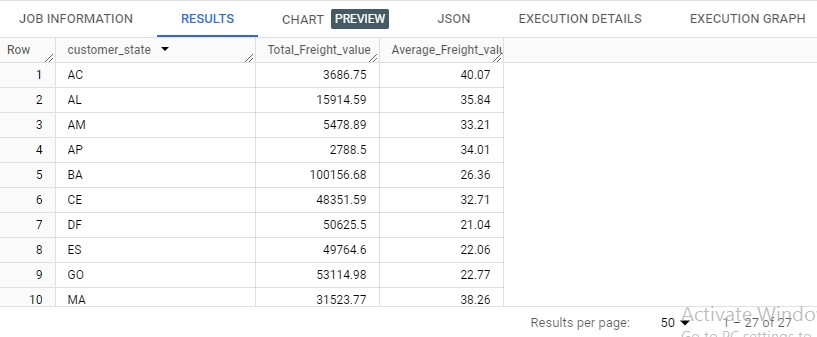 JOB INFORMATION RESULTS CHART PREVIEW JSON EXECUTION DETAILS EXECUTION GRAPH
Row customer_state Total_Freight_value Average_Freight_valu
1 AC 3686.75 40.07
2 AL 15914.59 35.84
3 AM 5478.89 33.21
4 AP 2788.5 34.01
5 BA 100156.68 26.36
6 CE 48351.59 32.71
7 DF 50625.5 21.04
8 ES 49764.6 22.06
9 GO 53114.98 22.77
10 MA 31523.77 38.26
Activate Windo
Results per page: 50 1 – 27 of 27
Go to PC settings to